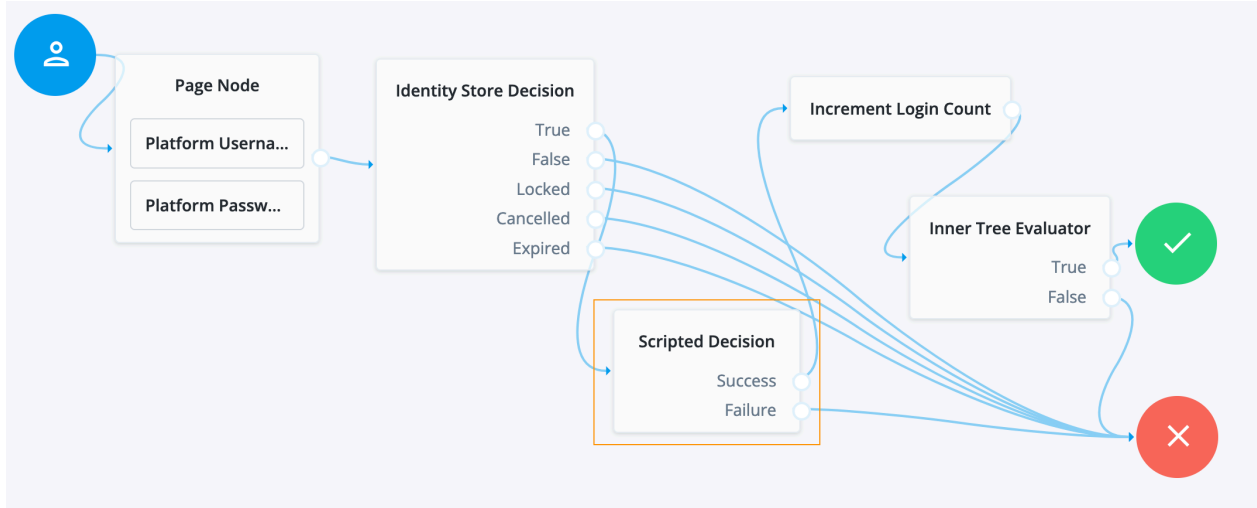 Page Node
Platform Userna...
Platform Passw...
Identity Store Decision
True
False
Locked
Cancelled
Expired
Scripted Decision
Success
Failure
Increment Login Count
Inner Tree Evaluator
True
False